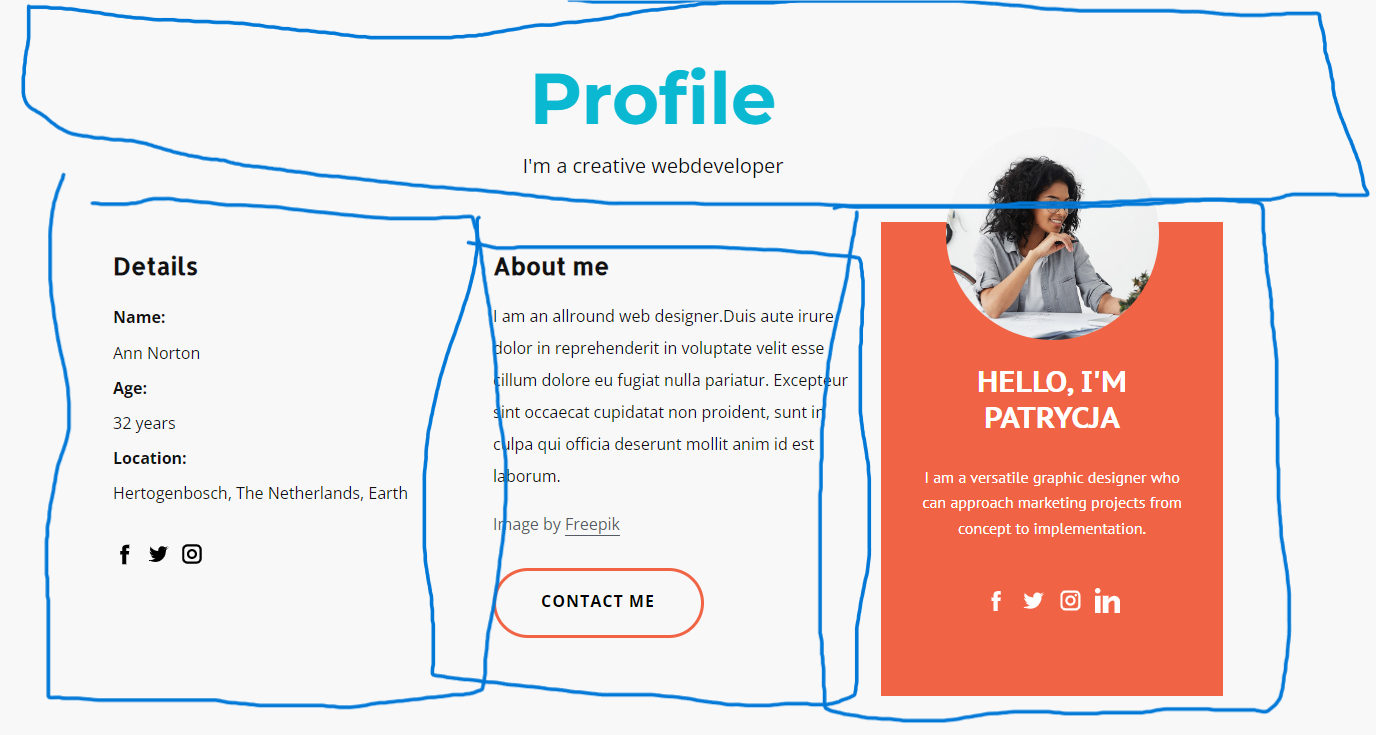 Profile
I'm a creative webdeveloper
Details
Name:
Ann Norton
Age:
32 years
Location:
Hertogenbosch, The Netherlands, Earth
About me
I am an allround web designer.Duis aute irure
dolor in reprehenderit in voluptate velit esse
cillum dolore eu fugiat nulla pariatur. Excepteur
sint occaecat cupidatat non proident, sunt in
culpa qui officia deserunt mollit anim id est
laborum.
Image by Freepik
CONTACT ME
HELLO, I'M
PATRYCJA
I am a versatile graphic designer who
can approach marketing projects from
concept to implementation.